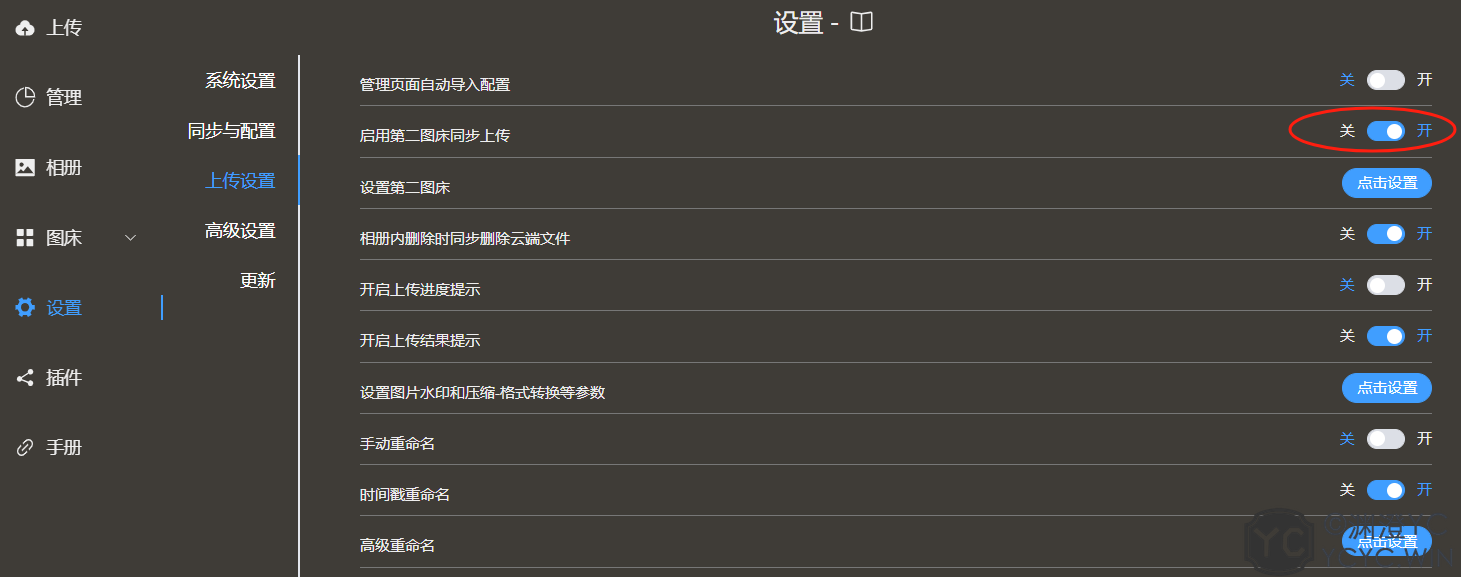 上传
管理
相册
图床
设置
插件
手册
系统设置
同步与配置
上传设置
高级设置
更新
设置 -
管理页面自动导入配置 关 开
启用第二图床同步上传 关 开
设置第二图床 点击设置
相册内删除时同步删除云端文件 关 开
开启上传进度提示 关 开
开启上传结果提示 关 开
设置图片水印和压缩-格式转换等参数 点击设置
手动重命名 关 开
时间戳重命名 关 开
高级重命名 点击设置
YC
YCYC.WIN